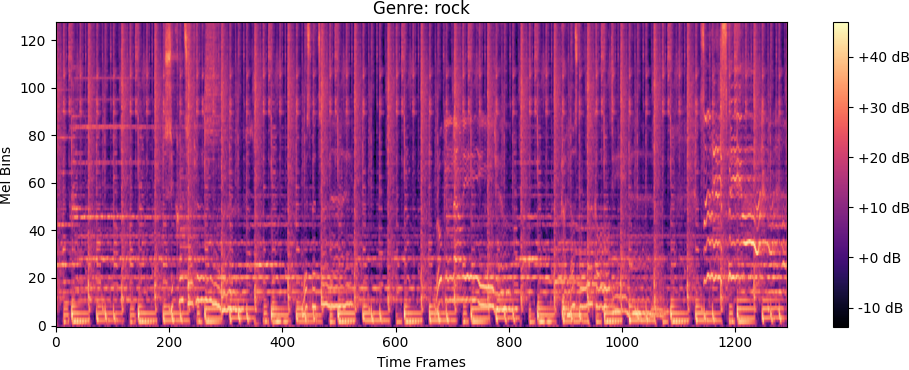 Genre: rock
120
100
80
60
40
20
0
Mel Bins
0 200 400 600 800 1000 1200
Time Frames
+40 dB
+30 dB
+20 dB
+10 dB
+0 dB
-10 dB